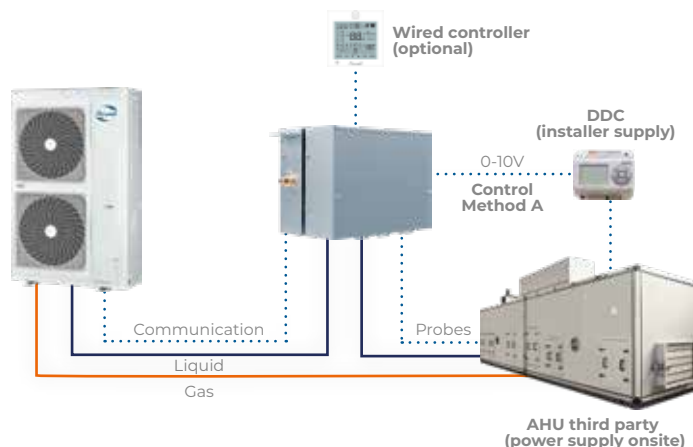 Wired controller
(optional)
DDC
(installer supply)
0-10V
Control
Method A
Communication
Probes
Liquid
Gas
AHU third party
(power supply onsite)